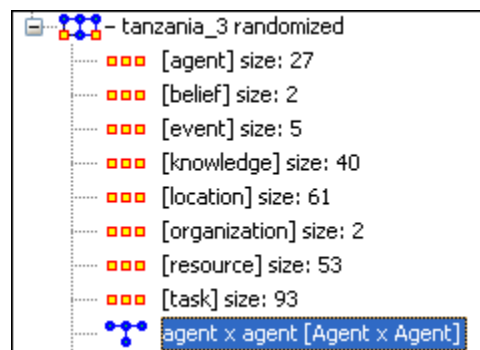 tanzania_3 randomized
[agent] size: 27
[belief] size: 2
[event] size: 5
[knowledge] size: 40
[location] size: 61
[organization] size: 2
[resource] size: 53
[task] size: 93
agent x agent [Agent x Agent]